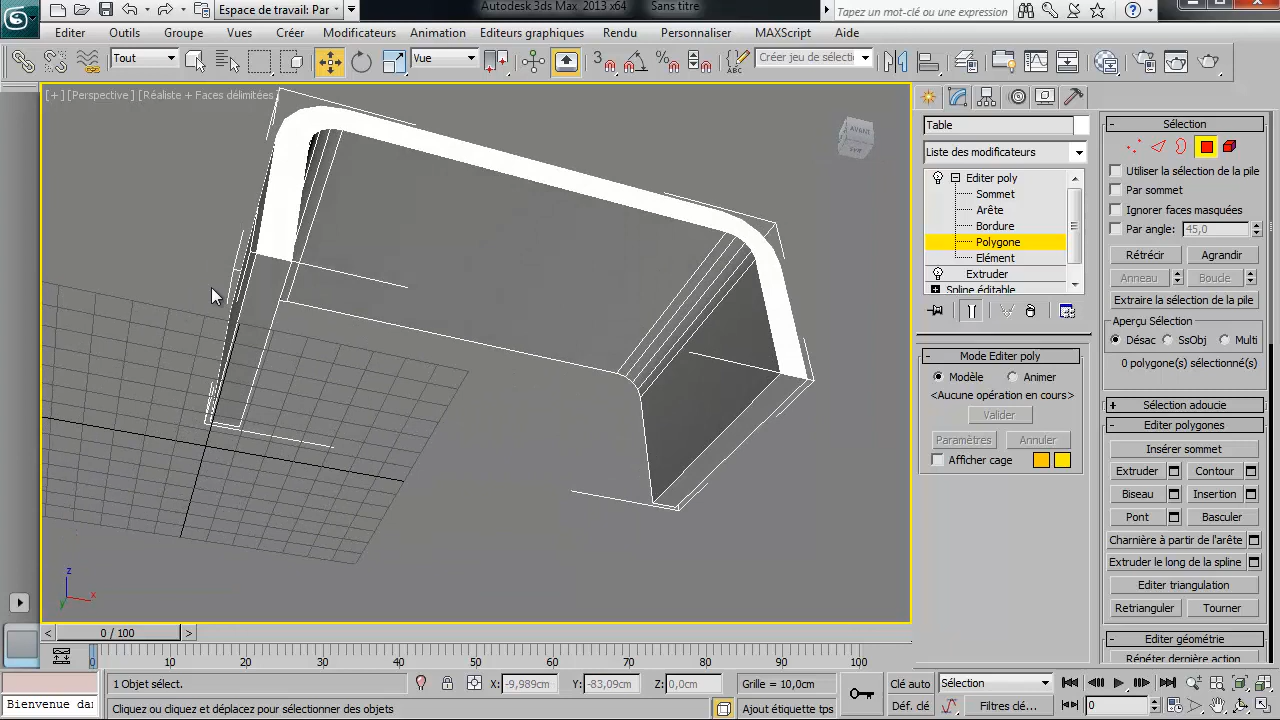 Espace de travail: Par
Autodesk 3ds Max 2013 x64 Sans titre
Tapez un mot-clé ou une expression
Editer Outils Groupe Vues Créer Modificateurs Animation Editeurs graphiques Rendu Personnaliser MAXScript Aide
Tout
Vue
3
ABC
Créer jeu de sélectic
[+] [Perspective] [Réaliste + Faces délimitées]
AVANT
z
x
y
Table
Liste des modificateurs
Editer poly
Sommet
Arête
Bordure
Polygone
Elément
Extruder
Spline éditable
Mode Editer poly
Modèle Animer
<Aucune opération en cours>
Valider
Paramètres Annuler
Afficher cage
Sélection
Utiliser la sélection de la pile
Par sommet
Ignorer faces masquées
Par angle: 45,0
Rétrécir Agrandir
Anneau Boucle
Extraire la sélection de la pile
Aperçu Sélection
Désac SsObj Multi
0 polygone(s) sélectionné(s)
Sélection adoucie
Editer polygones
Insérer sommet
Extruder Contour
Biseau Insertion
Pont Basculer
Charnière à partir de l'arête
Extruder le long de la spline
Editer triangulation
Retrianguler Tourner
Editer géométrie
Répéter dernière action
< 0 / 100 >
0 10 20 30 40 50 60 70 80 90 100
1 Objet sélect. X: -9,989cm Y: -83,09cm Z: 0,0cm Grille = 10,0cm Clé auto Sélection
Bienvenue dan Cliquez ou cliquez et déplacez pour sélectionner des objets Ajout étiquette tps Déf. clé Filtres clé... 0